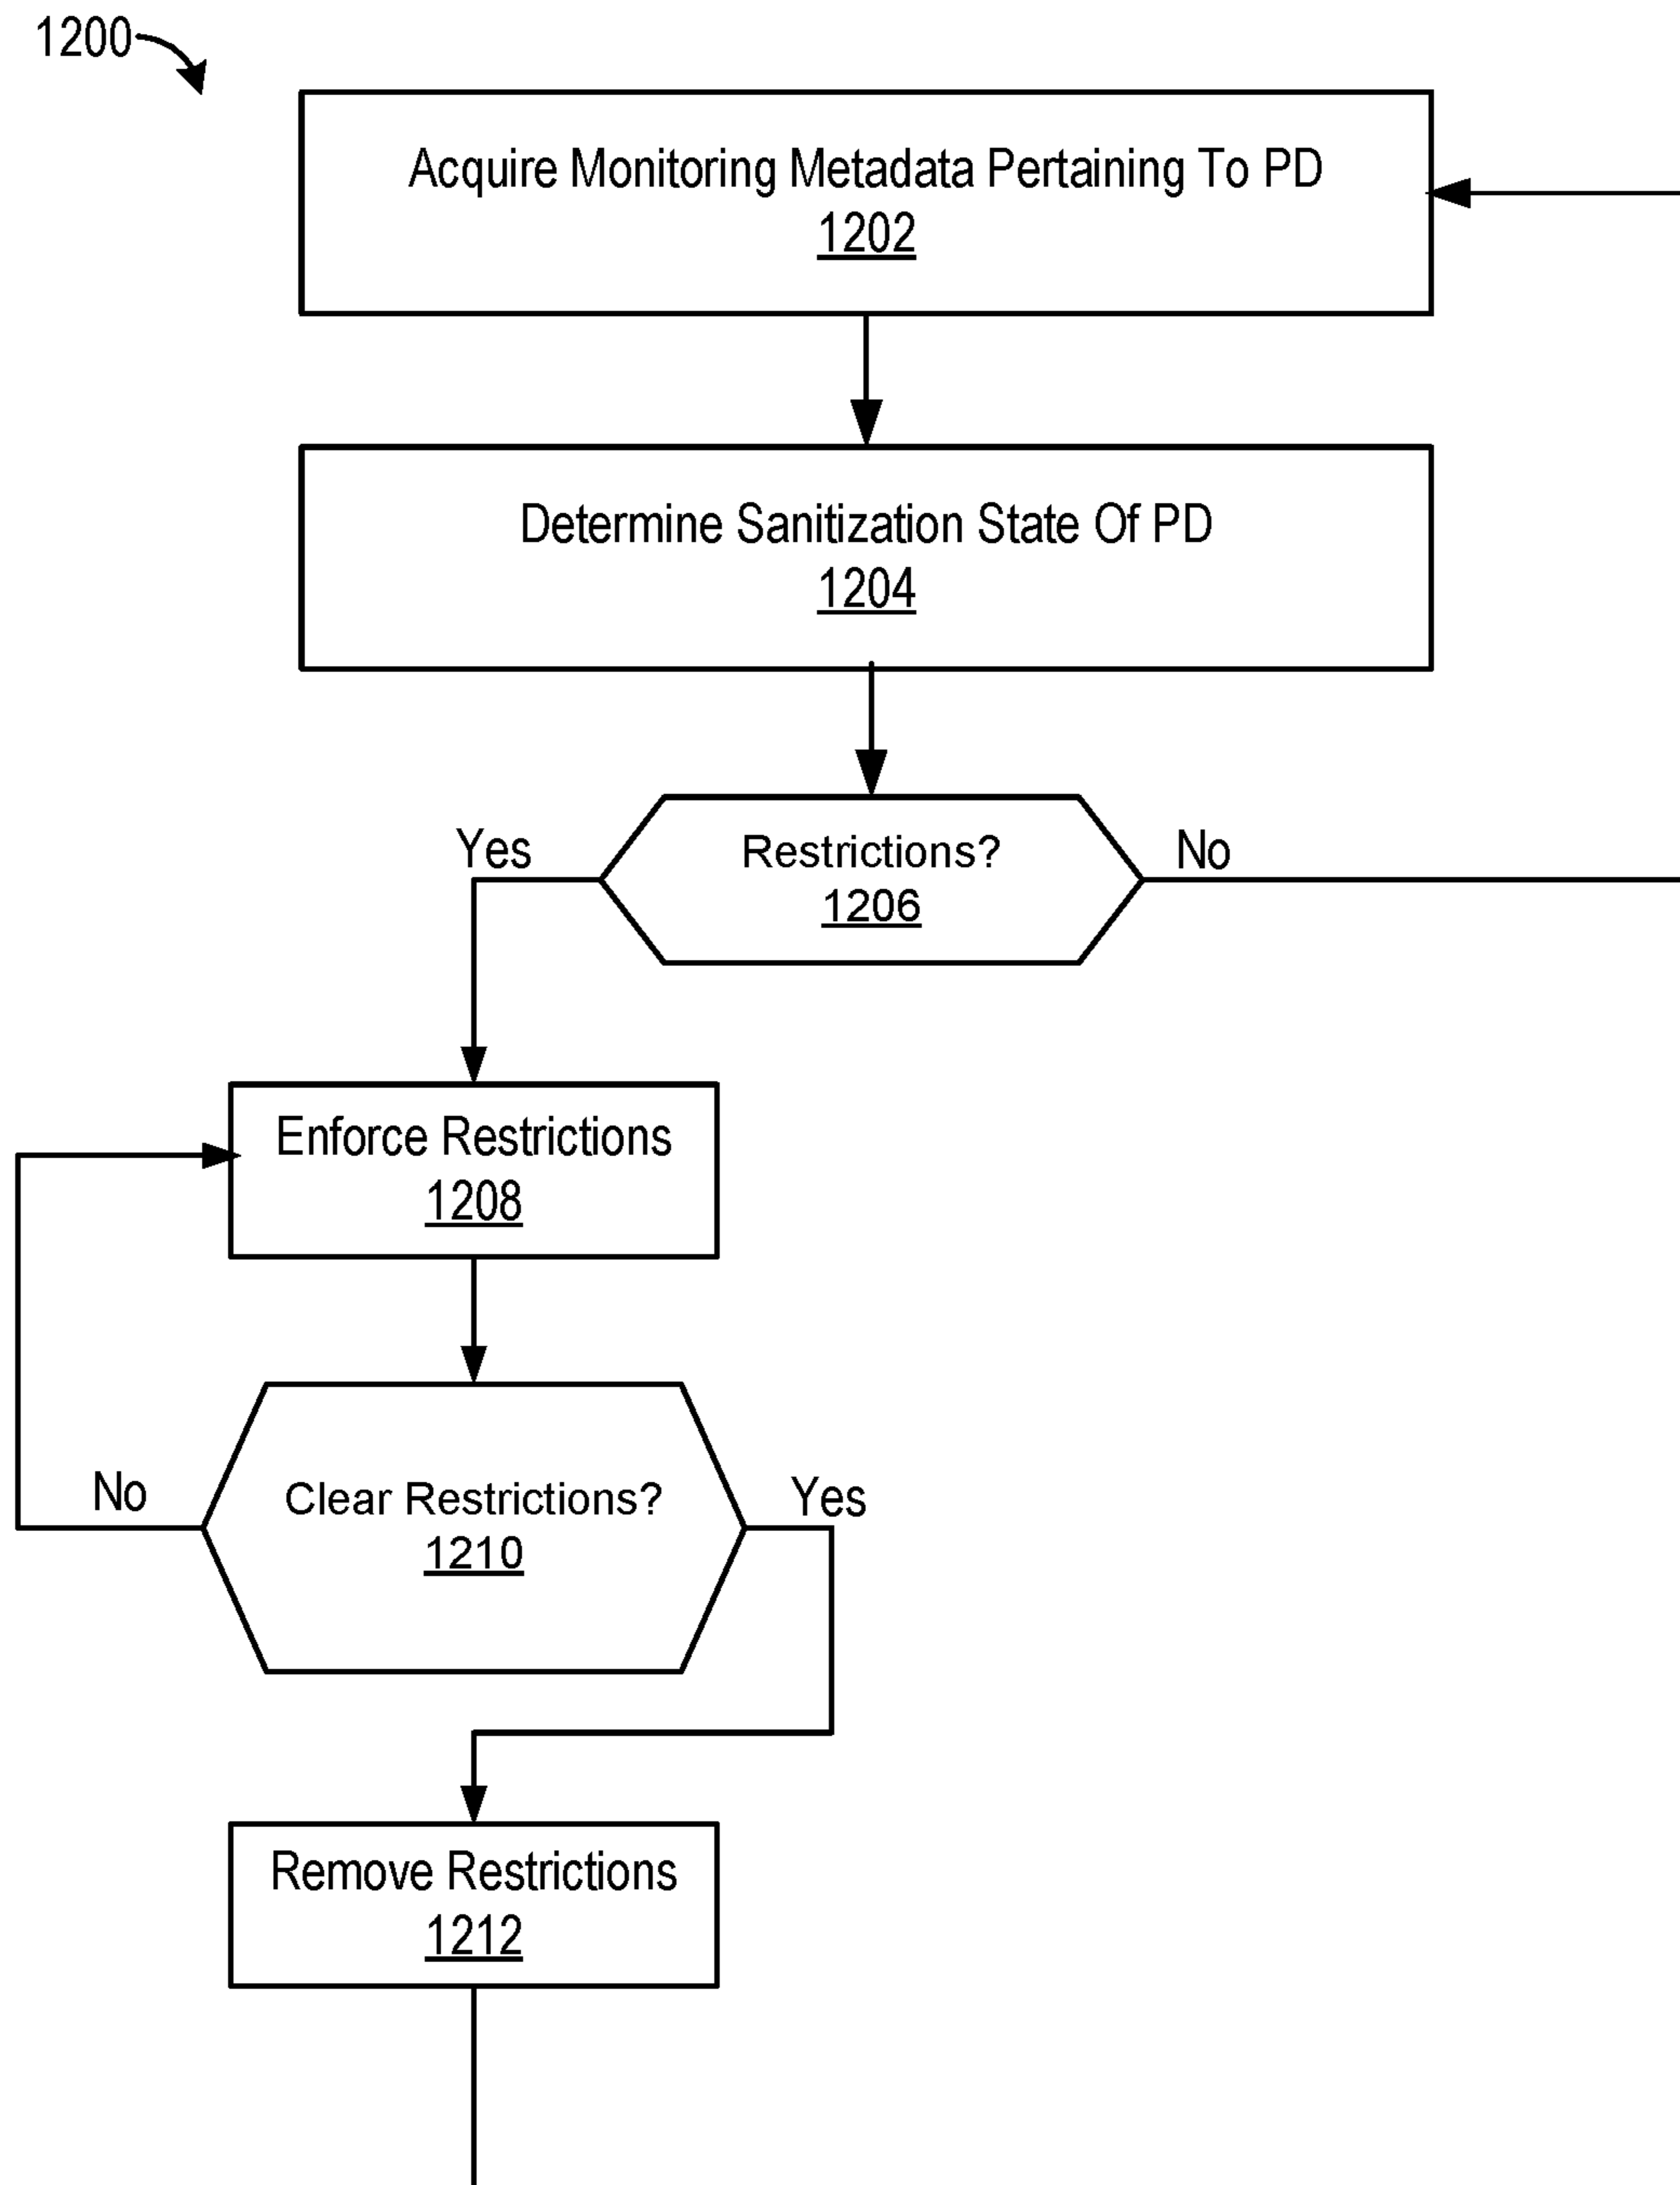 1200
Acquire Monitoring Metadata Pertaining To PD
1202
Determine Sanitization State Of PD
1204
Yes
Restrictions?
No
1206
Enforce Restrictions
1208
No
Clear Restrictions?
Yes
1210
Remove Restrictions
1212